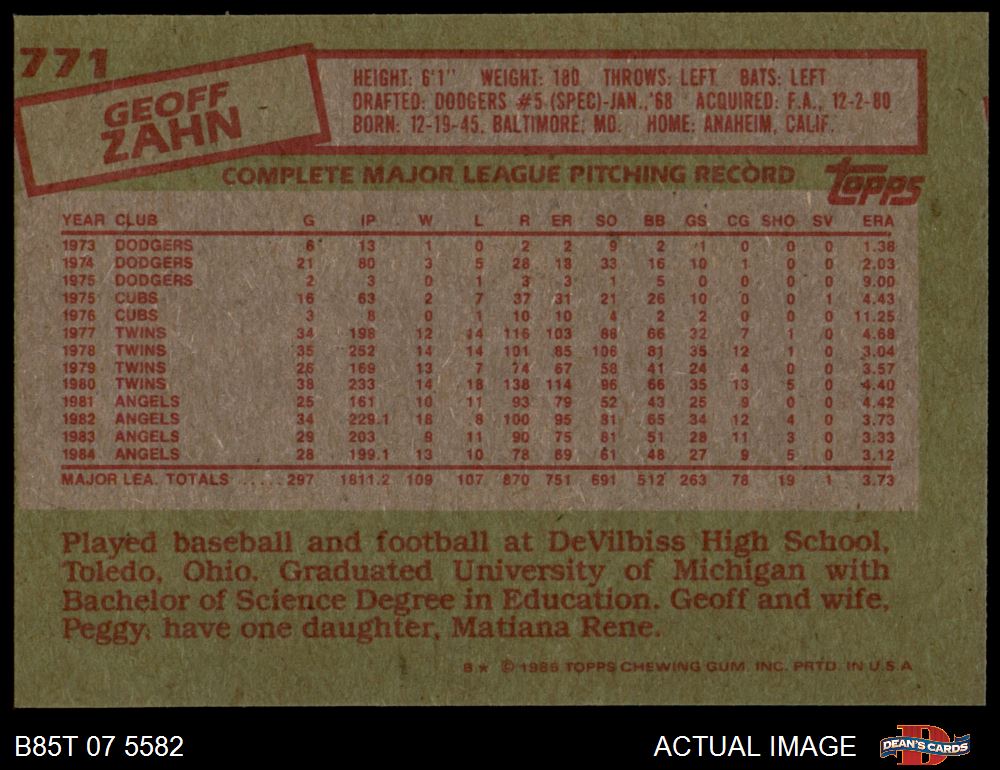 771
GEOFF
ZAHN
HEIGHT: 6'1" WEIGHT: 180 THROWS: LEFT BATS: LEFT
DRAFTED: DODGERS #5 (SPEC)-JAN.,'68 ACQUIRED: F.A., 12-2-80
BORN: 12-19-45, BALTIMORE, MD. HOME: ANAHEIM, CALIF.
COMPLETE MAJOR LEAGUE PITCHING RECORD
topps
YEAR CLUB G IP W L R ER SO BB GS CG SHO SV ERA
1973 DODGERS 6 13 1 0 2 2 9 2 1 0 0 0 1.38
1974 DODGERS 21 80 3 5 28 18 33 16 10 1 0 0 2.03
1975 DODGERS 2 3 0 1 3 3 1 5 0 0 0 0 9.00
1975 CUBS 16 63 2 7 37 31 21 26 10 0 0 1 4.43
1976 CUBS 3 8 0 1 10 10 4 2 2 0 0 0 11.25
1977 TWINS 34 198 12 14 116 103 88 66 32 7 1 0 4.68
1978 TWINS 35 252 14 14 101 85 106 81 35 12 1 0 3.04
1979 TWINS 26 169 13 7 74 67 58 41 24 4 0 0 3.57
1980 TWINS 38 233 14 18 138 114 96 66 35 13 5 0 4.40
1981 ANGELS 25 161 10 11 93 79 52 43 25 9 0 0 4.42
1982 ANGELS 34 229.1 18 8 100 95 81 65 34 12 4 0 3.73
1983 ANGELS 29 203 9 11 90 75 81 51 28 11 3 0 3.33
1984 ANGELS 28 199.1 13 10 78 69 61 48 27 9 5 0 3.12
MAJOR LEA. TOTALS ..... 297 1811.2 109 107 870 751 691 512 263 78 19 1 3.73
Played baseball and football at DeVilbiss High School,
Toledo, Ohio. Graduated University of Michigan with
Bachelor of Science Degree in Education. Geoff and wife,
Peggy, have one daughter, Matiana Rene.
B★ © 1985 TOPPS CHEWING GUM, INC. PRTD. IN U.S.A
B85T 07 5582
ACTUAL IMAGE
DEAN'S CARDS